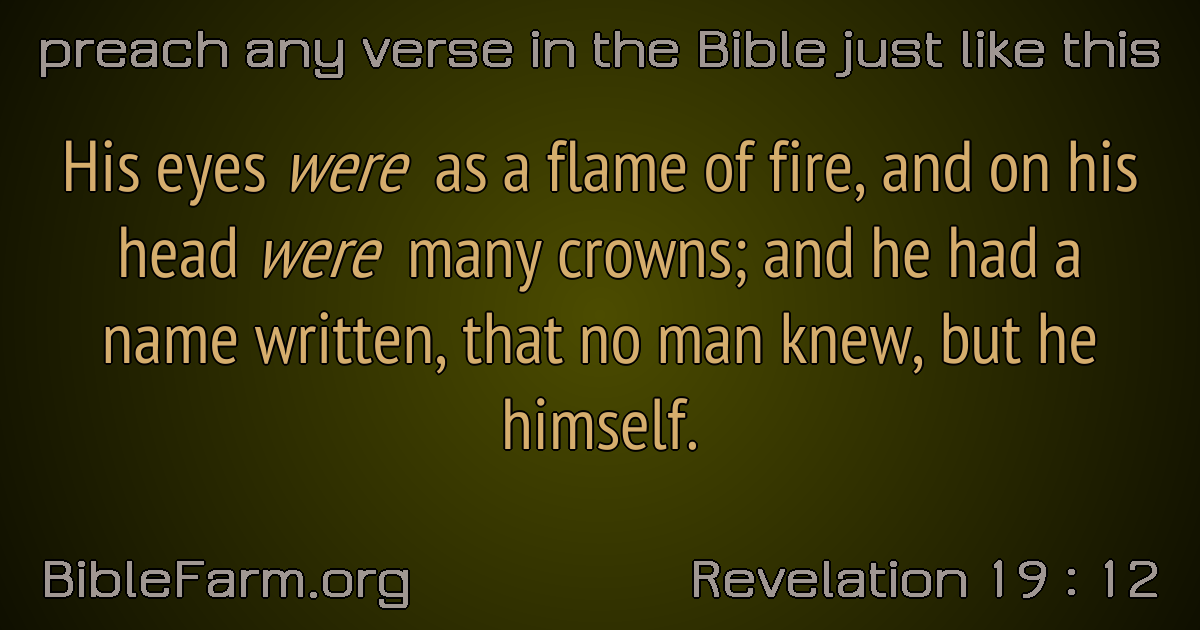 preach any verse in the Bible just like this
His eyes were as a flame of fire, and on his
head were many crowns; and he had a
name written, that no man knew, but he
himself.
BibleFarm.org
Revelation 19 : 12